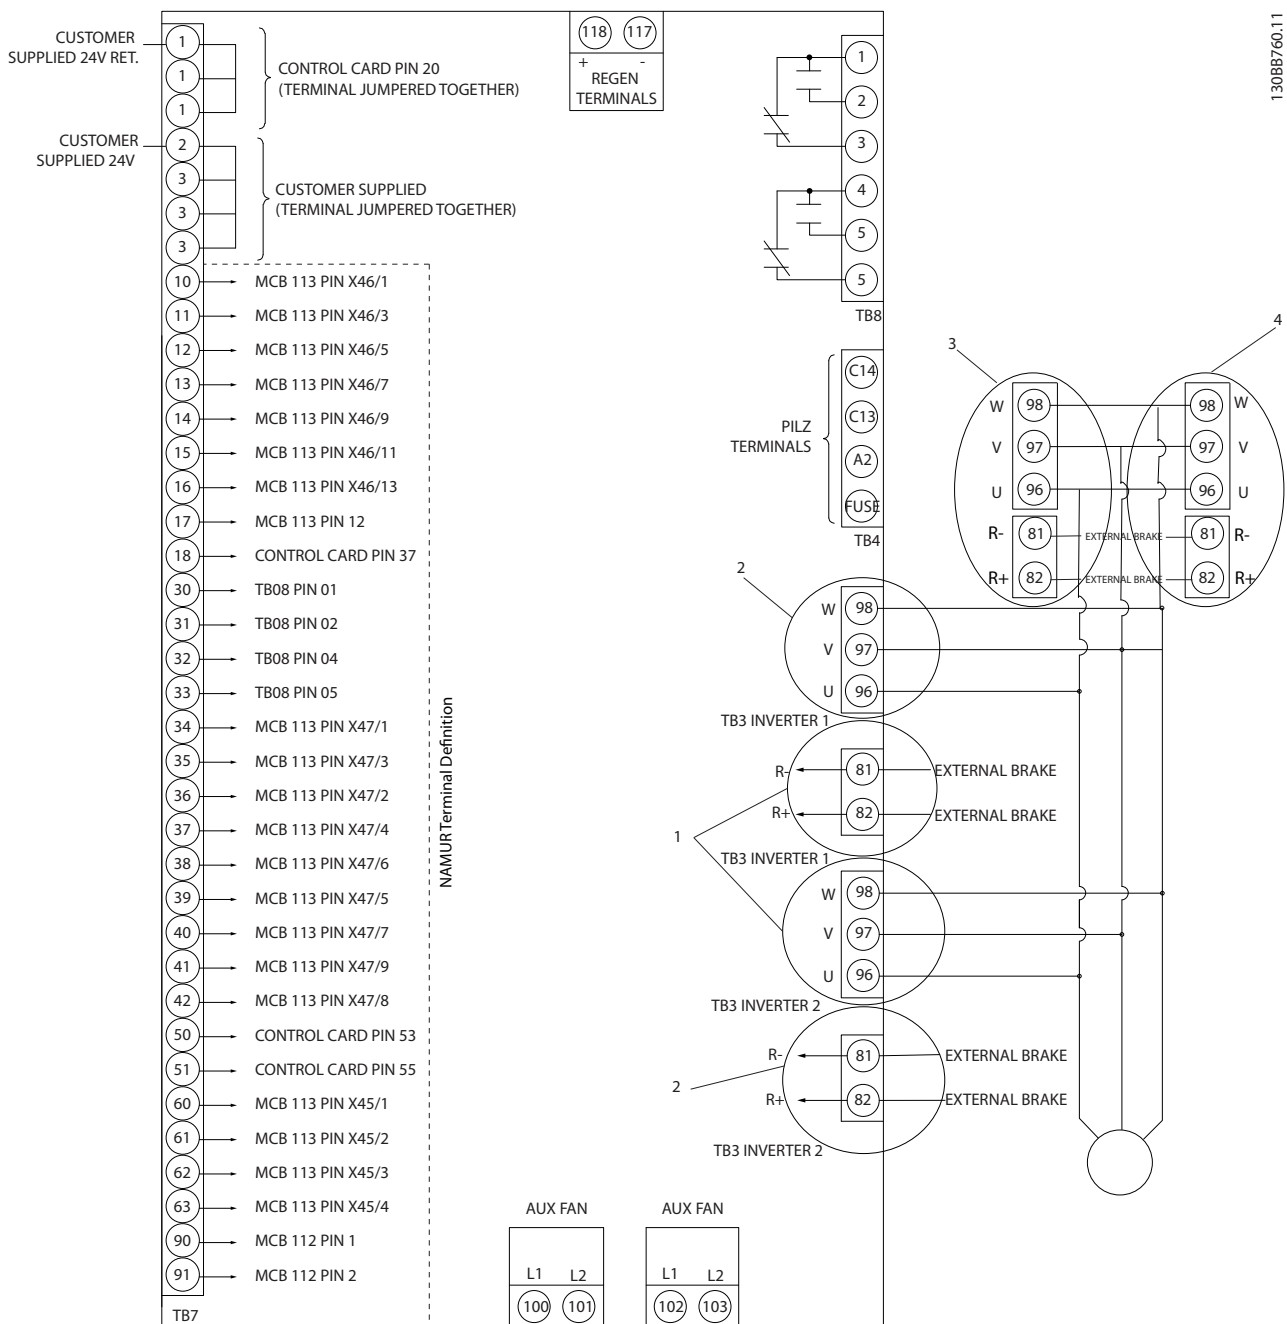 130BB760.11
CUSTOMER
SUPPLIED 24V RET.
1
1
1
CONTROL CARD PIN 20
(TERMINAL JUMPERED TOGETHER)
CUSTOMER
SUPPLIED 24V
2
3
3
3
CUSTOMER SUPPLIED
(TERMINAL JUMPERED TOGETHER)
10 MCB 113 PIN X46/1
11 MCB 113 PIN X46/3
12 MCB 113 PIN X46/5
13 MCB 113 PIN X46/7
14 MCB 113 PIN X46/9
15 MCB 113 PIN X46/11
16 MCB 113 PIN X46/13
17 MCB 113 PIN 12
18 CONTROL CARD PIN 37
30 TB08 PIN 01
31 TB08 PIN 02
32 TB08 PIN 04
33 TB08 PIN 05
34 MCB 113 PIN X47/1
35 MCB 113 PIN X47/3
36 MCB 113 PIN X47/2
37 MCB 113 PIN X47/4
38 MCB 113 PIN X47/6
39 MCB 113 PIN X47/5
40 MCB 113 PIN X47/7
41 MCB 113 PIN X47/9
42 MCB 113 PIN X47/8
50 CONTROL CARD PIN 53
51 CONTROL CARD PIN 55
60 MCB 113 PIN X45/1
61 MCB 113 PIN X45/2
62 MCB 113 PIN X45/3
63 MCB 113 PIN X45/4
90 MCB 112 PIN 1
91 MCB 112 PIN 2
TB7
NAMUR Terminal Definition
118 117
+ -
REGEN
TERMINALS
1
2
3
4
5
5
TB8
PILZ
TERMINALS
C14
C13
A2
FUSE
TB4
2
W 98
V 97
U 96
TB3 INVERTER 1
1
R- 81 EXTERNAL BRAKE
R+ 82 EXTERNAL BRAKE
TB3 INVERTER 1
W 98
V 97
U 96
TB3 INVERTER 2
2
R- 81 EXTERNAL BRAKE
R+ 82 EXTERNAL BRAKE
TB3 INVERTER 2
3
4
W 98 98 W
V 97 97 V
U 96 96 U
R- 81 EXTERNAL BRAKE 81 R-
R+ 82 EXTERNAL BRAKE 82 R+
AUX FAN
L1 L2
100 101
AUX FAN
L1 L2
102 103